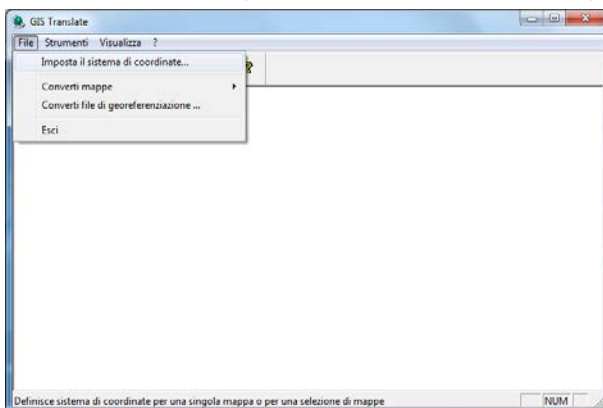 GIS Translate
File Strumenti Visualizza ?
Imposta il sistema di coordinate...
Converti mappe
Converti file di georeferenziazione ...
Esci
Definisce sistema di coordinate per una singola mappa o per una selezione di mappe NUM